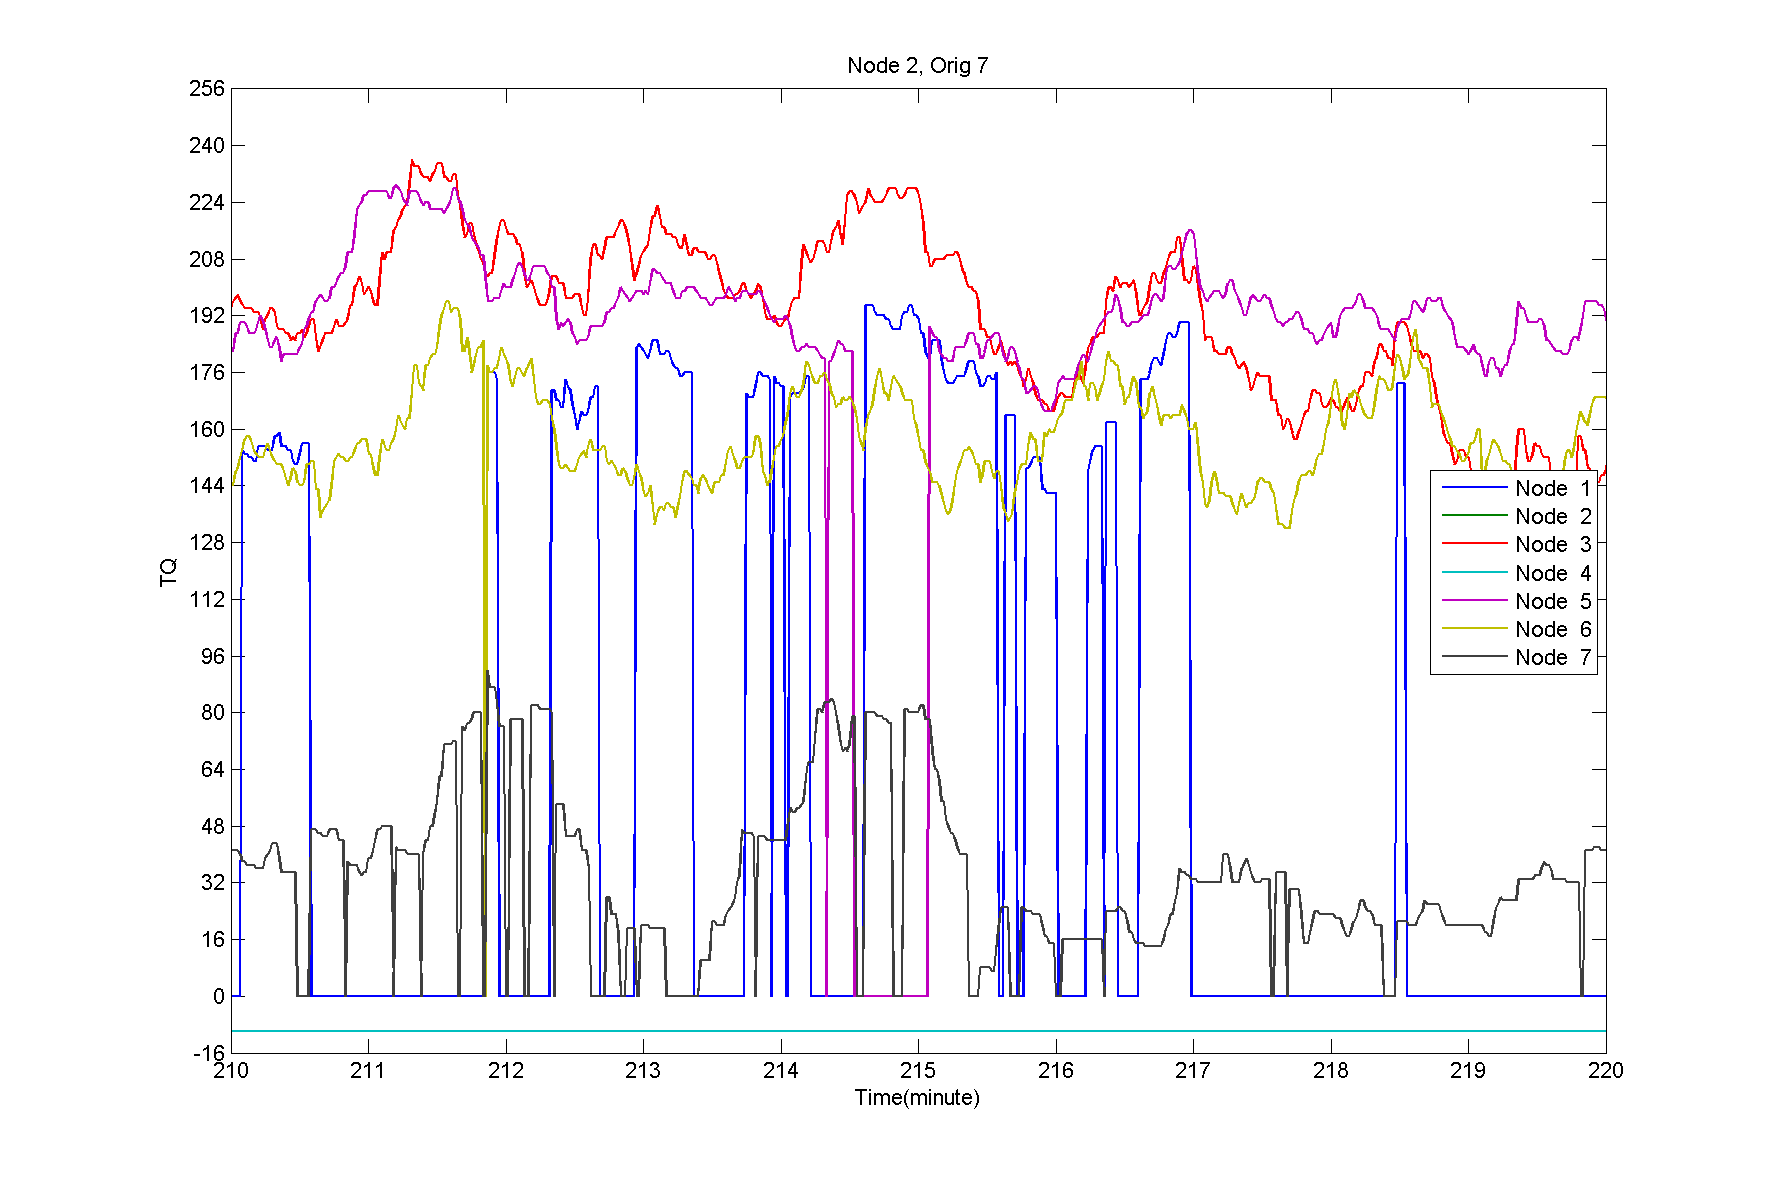 Node 2, Orig 7
256
240
224
208
192
176
160
144
128
112
96
80
64
48
32
16
0
-16
TQ
Node 1
Node 2
Node 3
Node 4
Node 5
Node 6
Node 7
210 211 212 213 214 215 216 217 218 219 220
Time(minute)